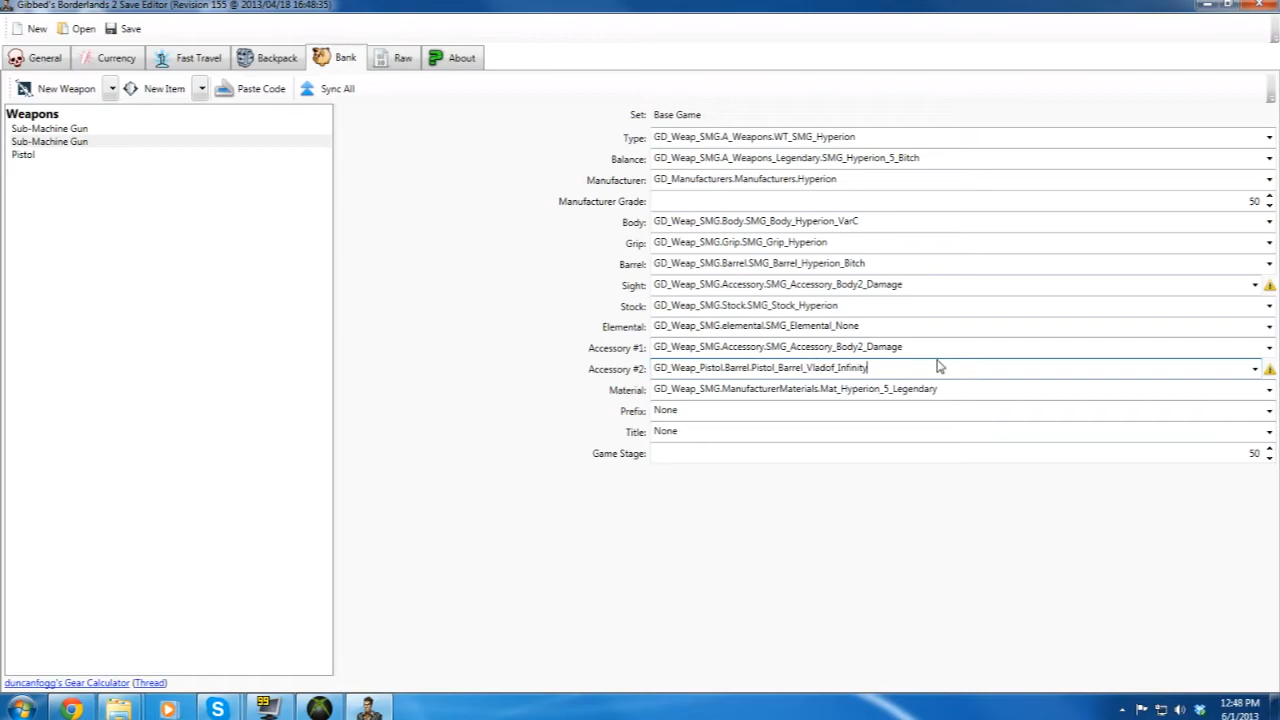 Gibbed's Borderlands 2 Save Editor (Revision 155 @ 2013/04/18 16:48:35)
New Open Save
General Currency Fast Travel Backpack Bank Raw About
New Weapon New Item Paste Code Sync All
Weapons
Sub-Machine Gun
Sub-Machine Gun
Pistol
Set: Base Game
Type: GD_Weap_SMG.A_Weapons.WT_SMG_Hyperion
Balance: GD_Weap_SMG.A_Weapons_Legendary.SMG_Hyperion_5_Bitch
Manufacturer: GD_Manufacturers.Manufacturers.Hyperion
Manufacturer Grade: 50
Body: GD_Weap_SMG.Body.SMG_Body_Hyperion_VarC
Grip: GD_Weap_SMG.Grip.SMG_Grip_Hyperion
Barrel: GD_Weap_SMG.Barrel.SMG_Barrel_Hyperion_Bitch
Sight: GD_Weap_SMG.Accessory.SMG_Accessory_Body2_Damage
Stock: GD_Weap_SMG.Stock.SMG_Stock_Hyperion
Elemental: GD_Weap_SMG.elemental.SMG_Elemental_None
Accessory #1: GD_Weap_SMG.Accessory.SMG_Accessory_Body2_Damage
Accessory #2: GD_Weap_Pistol.Barrel.Pistol_Barrel_Vladof_Infinity
Material: GD_Weap_SMG.ManufacturerMaterials.Mat_Hyperion_5_Legendary
Prefix: None
Title: None
Game Stage: 50
duncanfogg's Gear Calculator (Thread)
12:48 PM
6/1/2013